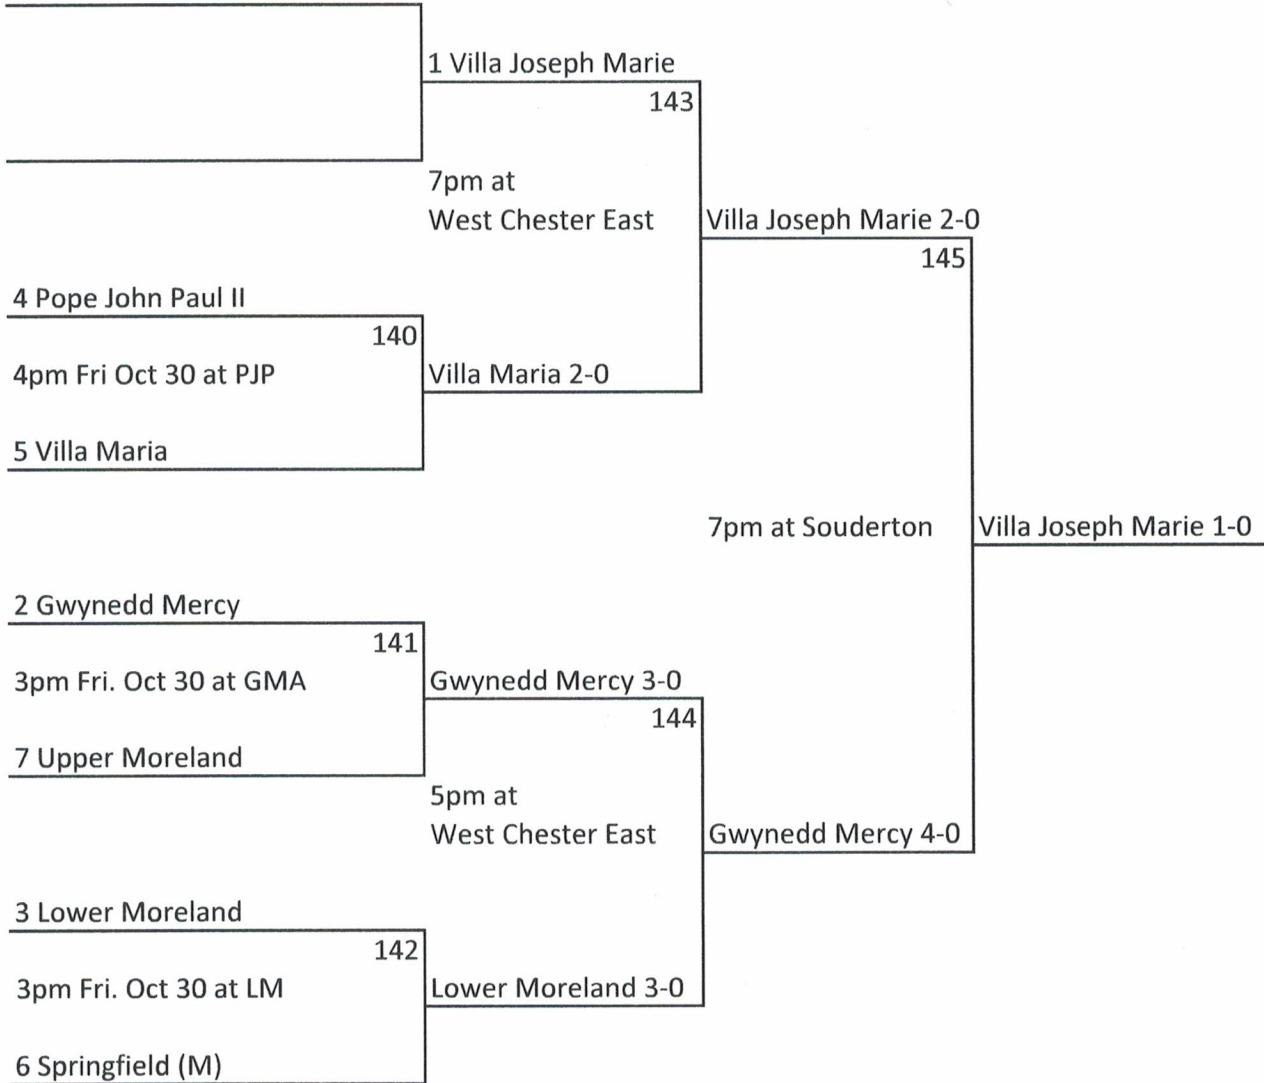 1 Villa Joseph Marie
143
7pm at
West Chester East
Villa Joseph Marie 2-0
145
4 Pope John Paul II
140
4pm Fri Oct 30 at PJP
Villa Maria 2-0
5 Villa Maria
7pm at Souderton
Villa Joseph Marie 1-0
2 Gwynedd Mercy
141
3pm Fri. Oct 30 at GMA
Gwynedd Mercy 3-0
144
7 Upper Moreland
5pm at
West Chester East
Gwynedd Mercy 4-0
3 Lower Moreland
142
3pm Fri. Oct 30 at LM
Lower Moreland 3-0
6 Springfield (M)